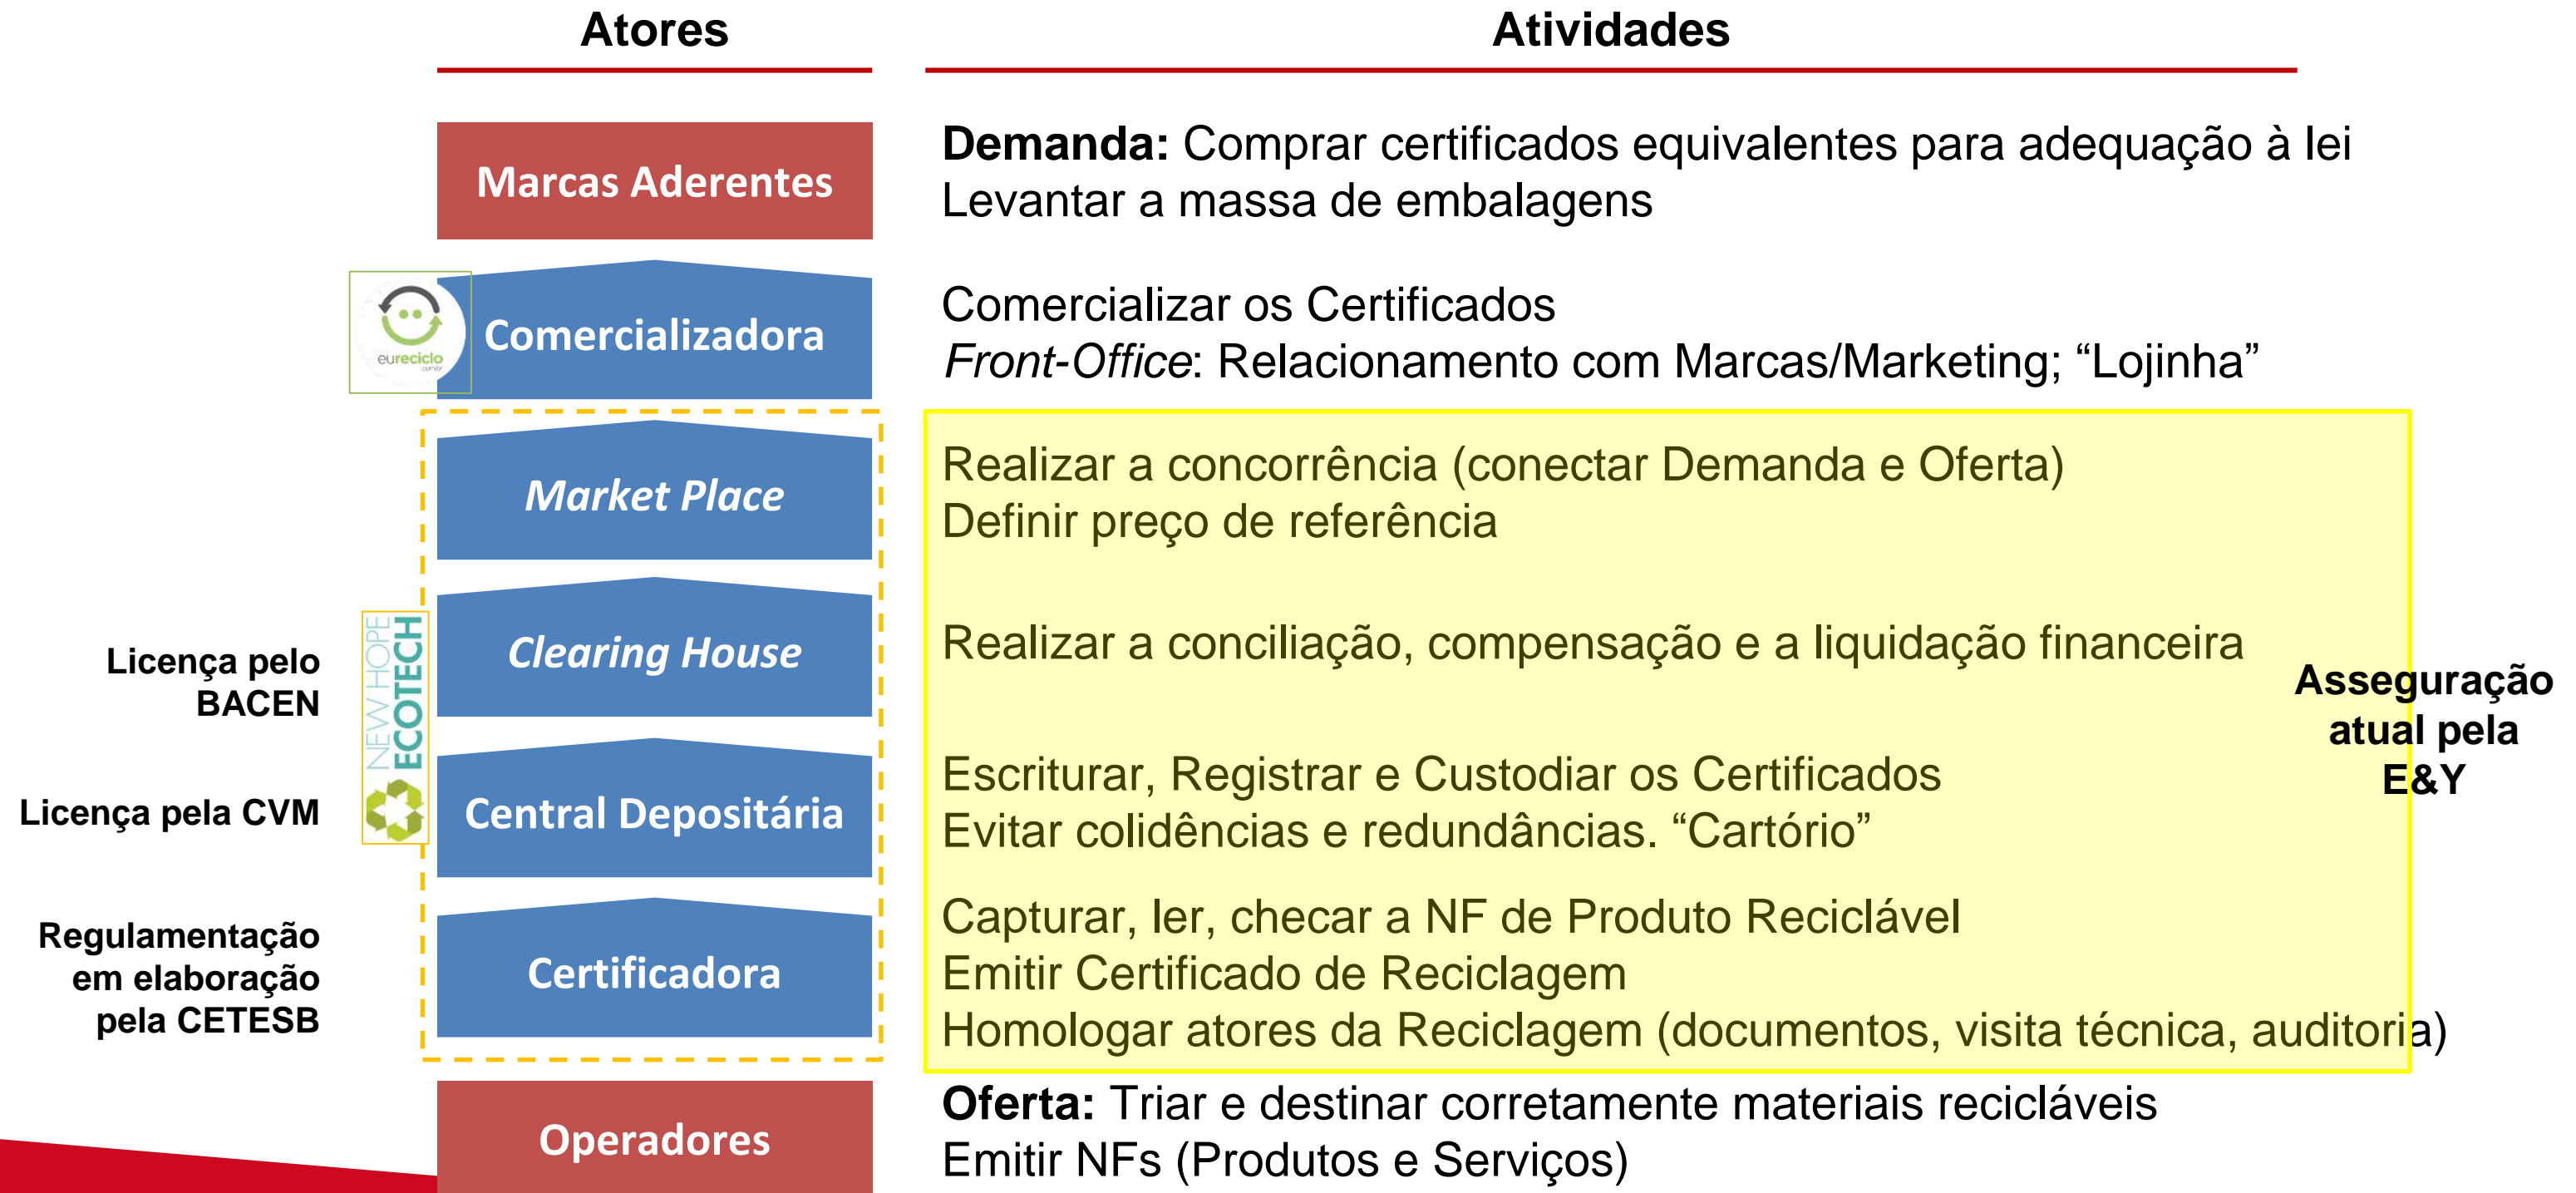 Atores
Atividades
Marcas Aderentes
Demanda: Comprar certificados equivalentes para adequação à lei
Levantar a massa de embalagens
eureciclo
.com.br
Comercializadora
Comercializar os Certificados
Front-Office: Relacionamento com Marcas/Marketing; “Lojinha”
Market Place
Realizar a concorrência (conectar Demanda e Oferta)
Definir preço de referência
Licença pelo
BACEN
NEW HOPE
ECOTECH
Clearing House
Realizar a conciliação, compensação e a liquidação financeira
Asseguração
atual pela
E&Y
Licença pela CVM
Central Depositária
Escriturar, Registrar e Custodiar os Certificados
Evitar colidências e redundâncias. “Cartório”
Regulamentação
em elaboração
pela CETESB
Certificadora
Capturar, ler, checar a NF de Produto Reciclável
Emitir Certificado de Reciclagem
Homologar atores da Reciclagem (documentos, visita técnica, auditoria)
Operadores
Oferta: Triar e destinar corretamente materiais recicláveis
Emitir NFs (Produtos e Serviços)